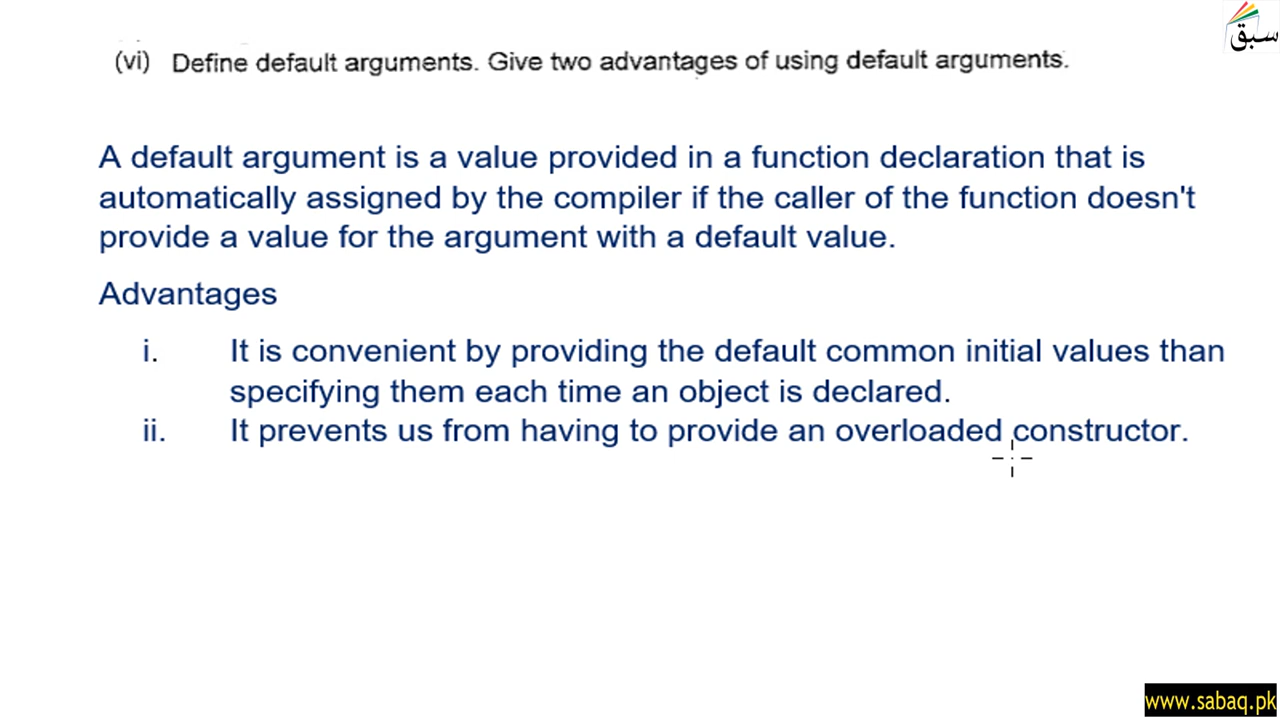 سبق
(vi) Define default arguments. Give two advantages of using default arguments.
A default argument is a value provided in a function declaration that is
automatically assigned by the compiler if the caller of the function doesn't
provide a value for the argument with a default value.
Advantages
i. It is convenient by providing the default common initial values than
specifying them each time an object is declared.
ii. It prevents us from having to provide an overloaded constructor.
www.sabaq.pk